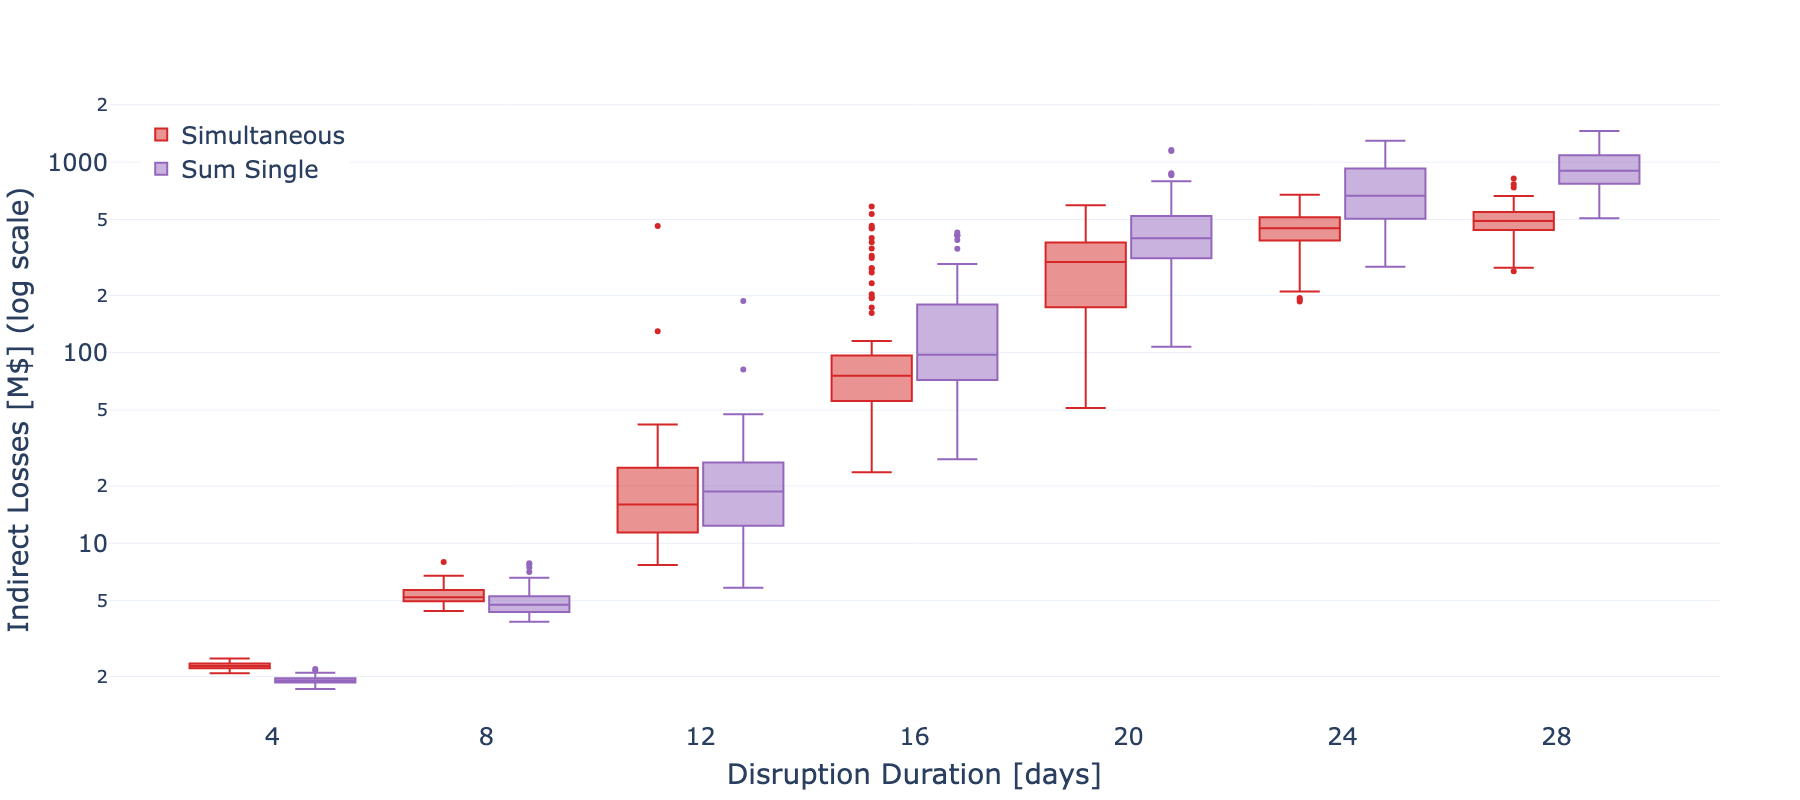 2
Simultaneous
1000
Sum Single
5
2
100
5
2
10
5
2
Indirect Losses [M$] (log scale)
4 8 12 16 20 24 28
Disruption Duration [days]